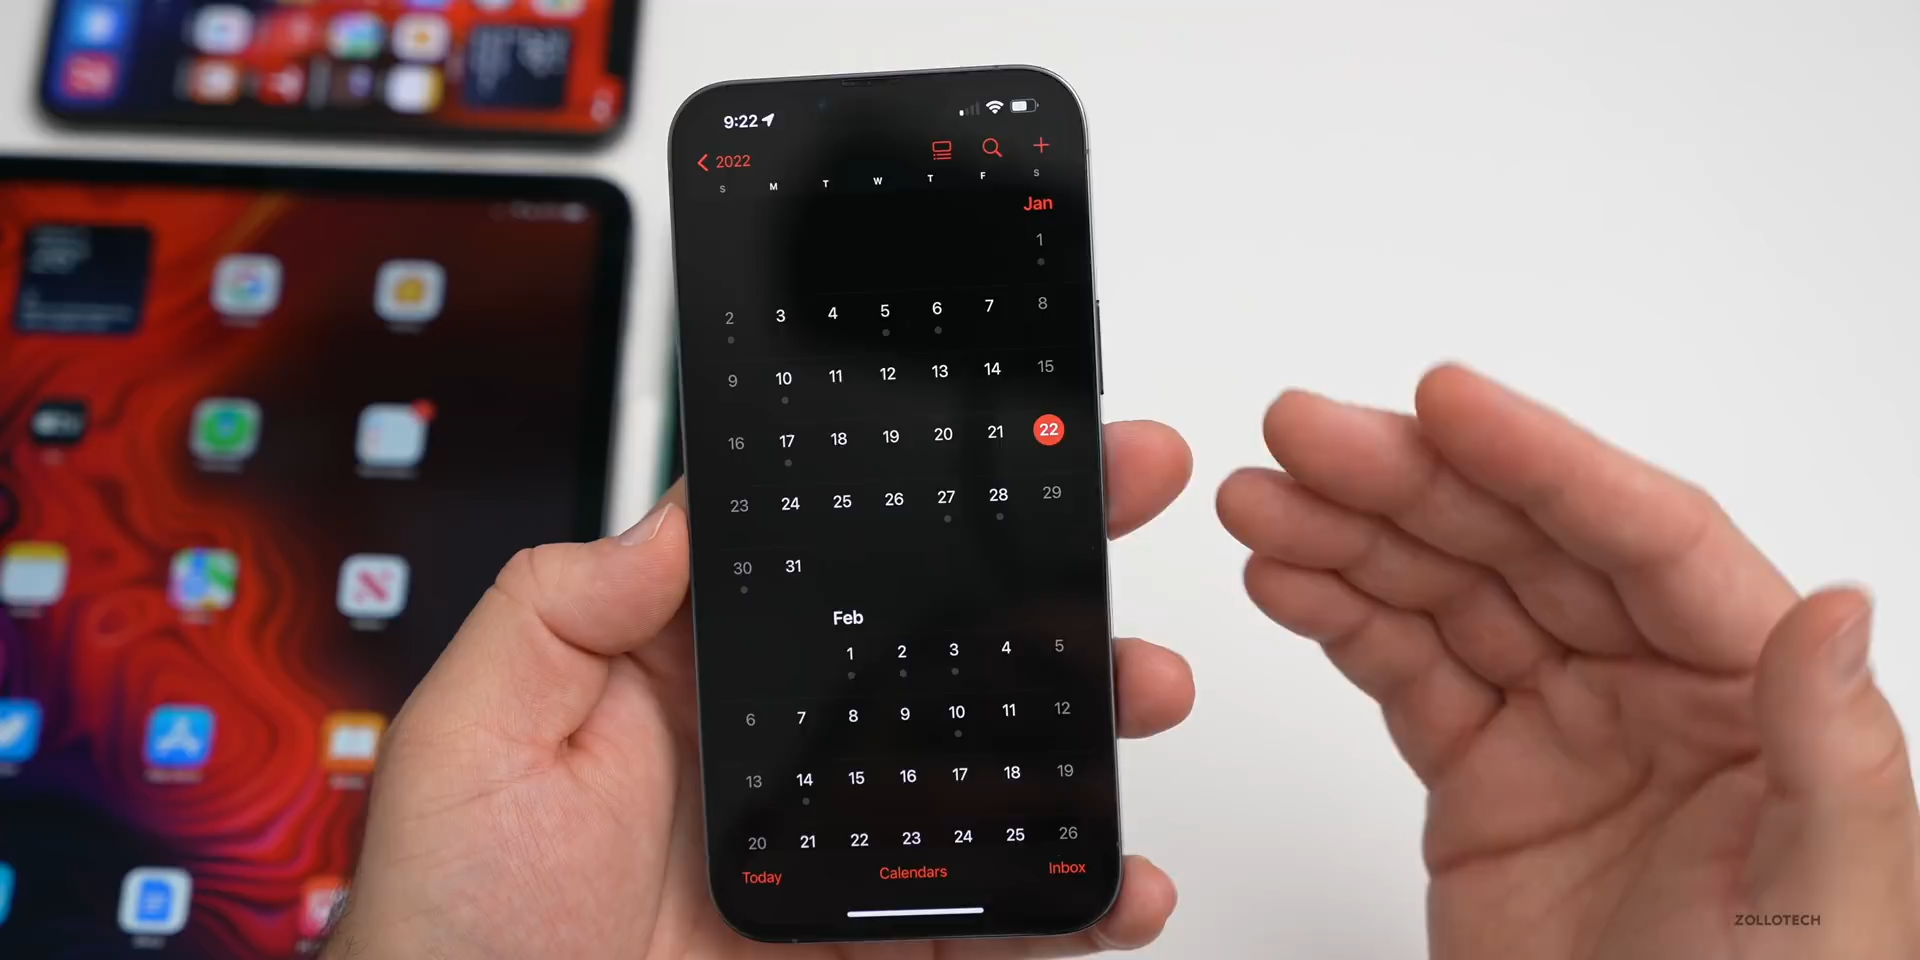 9:22
2022
S M T W T F S
Jan
1
2 3 4 5 6 7 8
9 10 11 12 13 14 15
16 17 18 19 20 21 22
23 24 25 26 27 28 29
30 31
Feb
1 2 3 4 5
6 7 8 9 10 11 12
13 14 15 16 17 18 19
20 21 22 23 24 25 26
Today Calendars Inbox
ZOLLOTECH